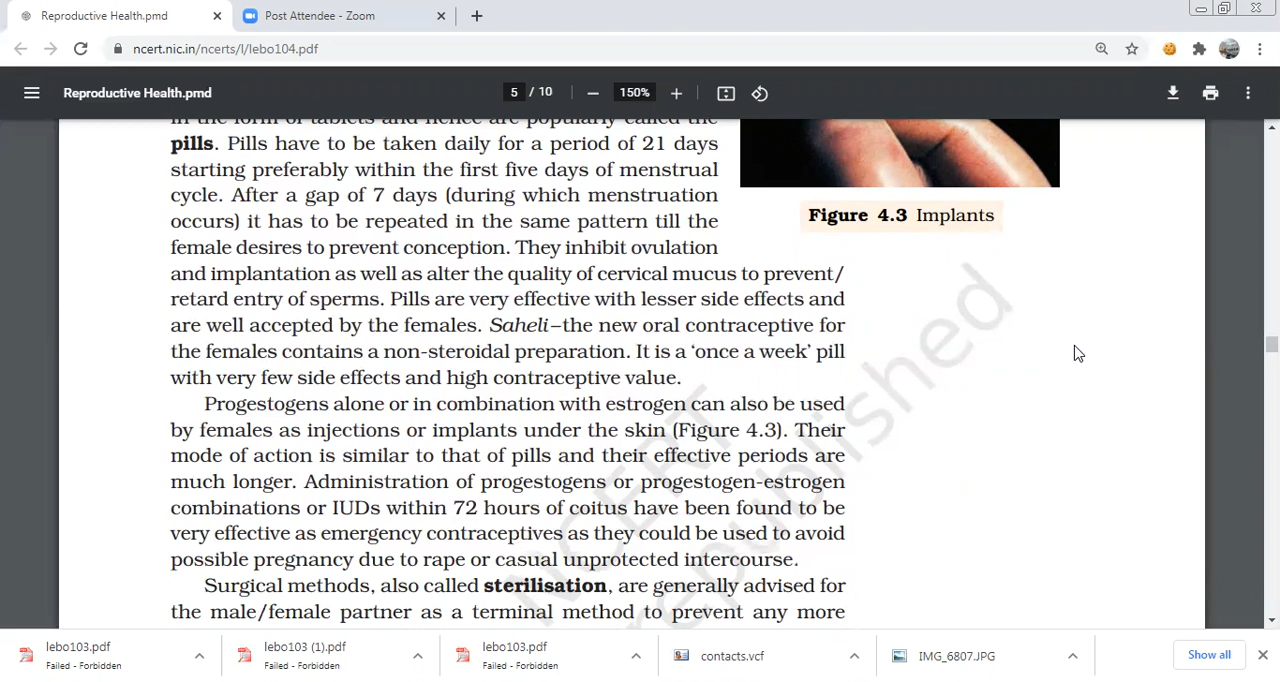 Reproductive Health.pmd
Post Attendee - Zoom
ncert.nic.in/ncerts/l/lebo104.pdf
Reproductive Health.pmd
5 / 10
150%
in the form of tablets and hence are popularly called the
pills. Pills have to be taken daily for a period of 21 days
starting preferably within the first five days of menstrual
cycle. After a gap of 7 days (during which menstruation
occurs) it has to be repeated in the same pattern till the
female desires to prevent conception. They inhibit ovulation
and implantation as well as alter the quality of cervical mucus to prevent/
retard entry of sperms. Pills are very effective with lesser side effects and
are well accepted by the females. Saheli–the new oral contraceptive for
the females contains a non-steroidal preparation. It is a ‘once a week’ pill
with very few side effects and high contraceptive value.
Figure 4.3 Implants
Progestogens alone or in combination with estrogen can also be used
by females as injections or implants under the skin (Figure 4.3). Their
mode of action is similar to that of pills and their effective periods are
much longer. Administration of progestogens or progestogen-estrogen
combinations or IUDs within 72 hours of coitus have been found to be
very effective as emergency contraceptives as they could be used to avoid
possible pregnancy due to rape or casual unprotected intercourse.
Surgical methods, also called sterilisation, are generally advised for
the male/female partner as a terminal method to prevent any more
NCERT
republished
lebo103.pdf
Failed - Forbidden
lebo103 (1).pdf
Failed - Forbidden
lebo103.pdf
Failed - Forbidden
contacts.vcf
IMG_6807.JPG
Show all